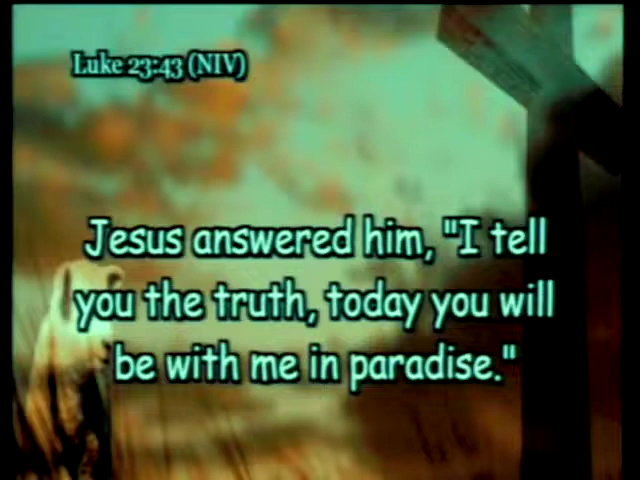 Luke 23:43 (NIV)
Jesus answered him, "I tell
you the truth, today you will
be with me in paradise."